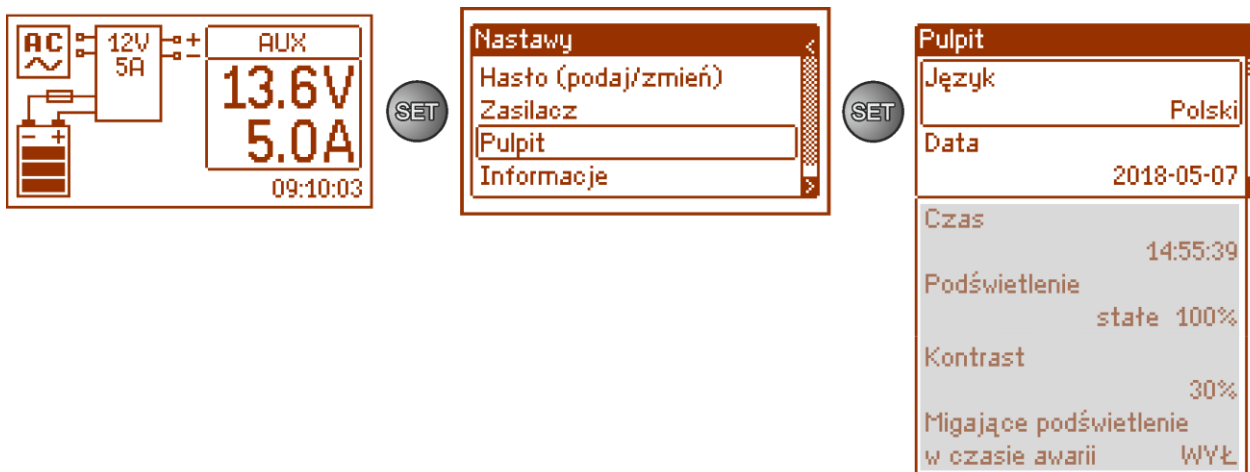 AC
12V
5A
+
-
AUX
13.6V
5.0A
- +
09:10:03
SET
Nastawy
Hasło (podaj/zmień)
Zasilacz
Pulpit
Informacje
SET
Pulpit
Język
Polski
Data
2018-05-07
Czas
14:55:39
Podświetlenie
stałe 100%
Kontrast
30%
Migające podświetlenie
w czasie awarii WYŁ